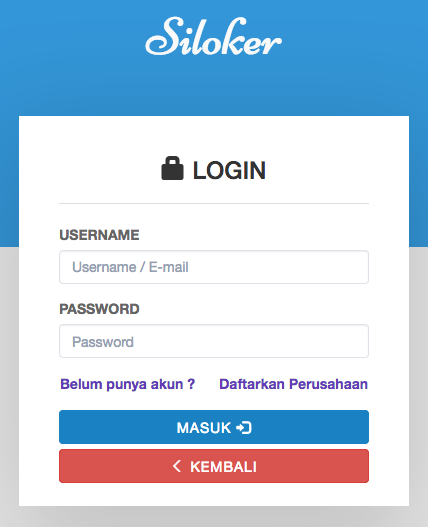 Siloker
LOGIN
USERNAME
Username / E-mail
PASSWORD
Password
Belum punya akun ? Daftarkan Perusahaan
MASUK
KEMBALI